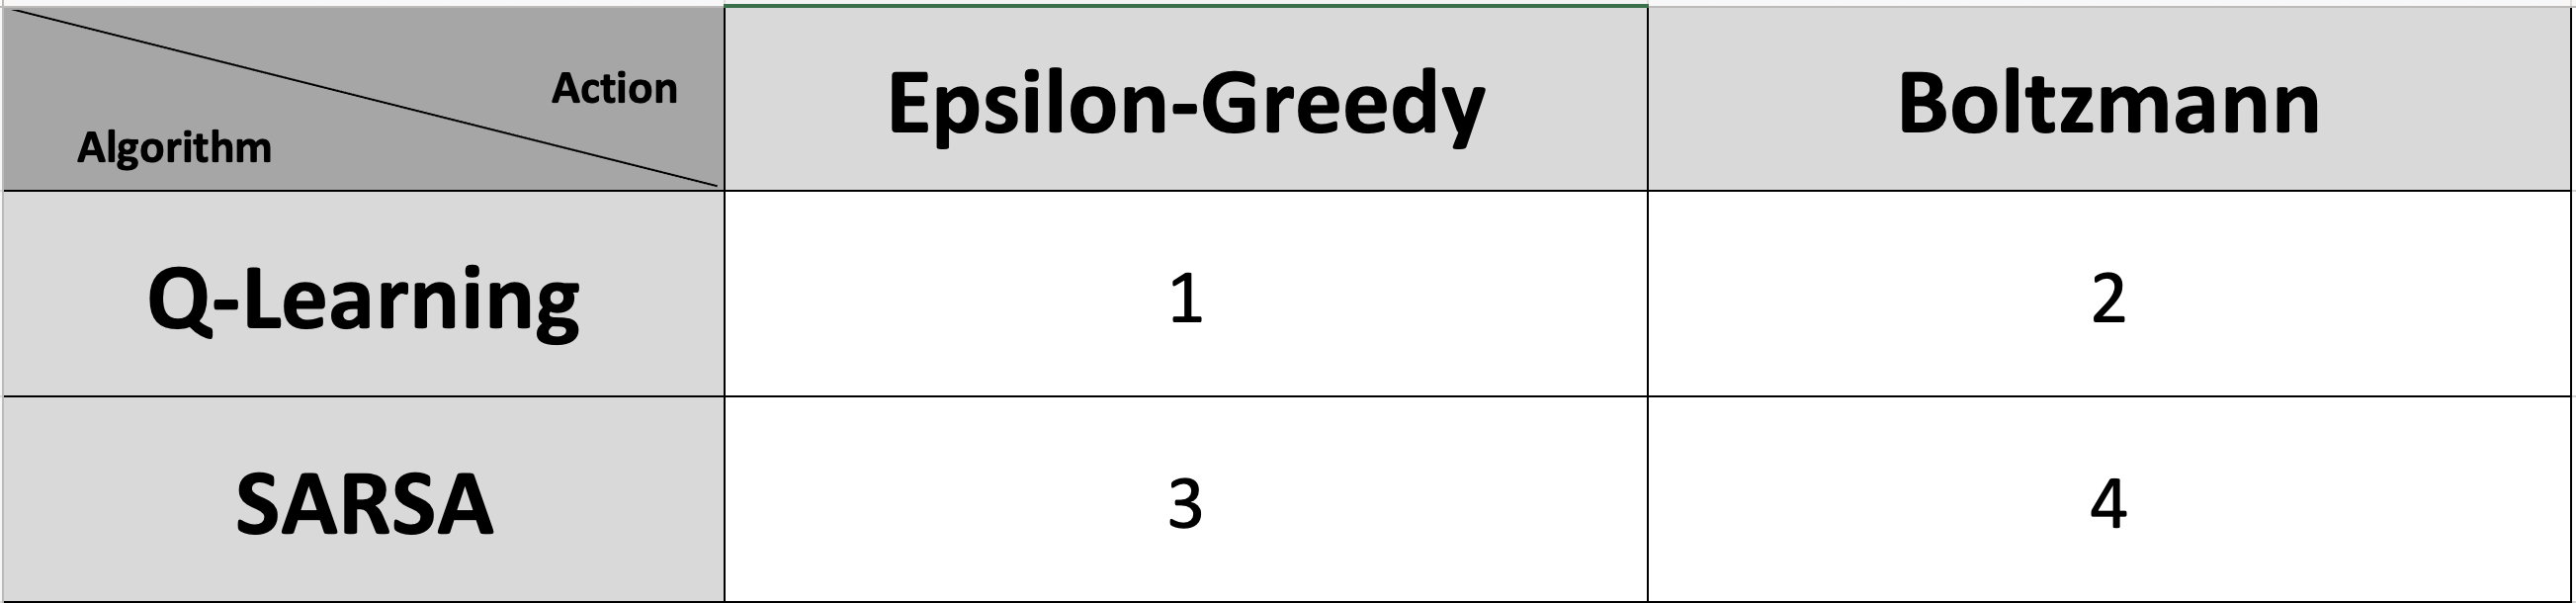 Action
Algorithm
Epsilon-Greedy
Boltzmann
Q-Learning
1
2
SARSA
3
4